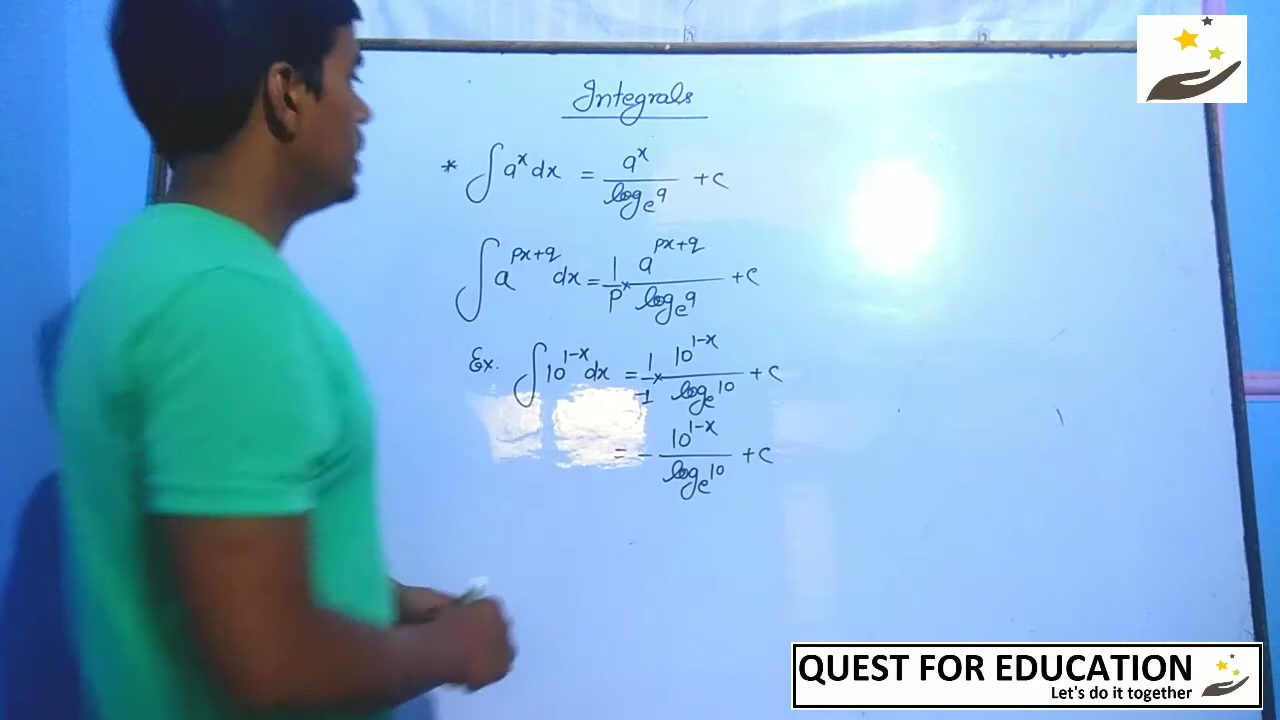 Integrals
* ∫ a^x dx = a^x / log_e a + c
∫ a^(px+q) dx = 1/p × a^(px+q) / log_e a + c
Ex. ∫ 10^(1-x) dx = 1/-1 × 10^(1-x) / log_e 10 + c
= - 10^(1-x) / log_e 10 + c
QUEST FOR EDUCATION
Let's do it together